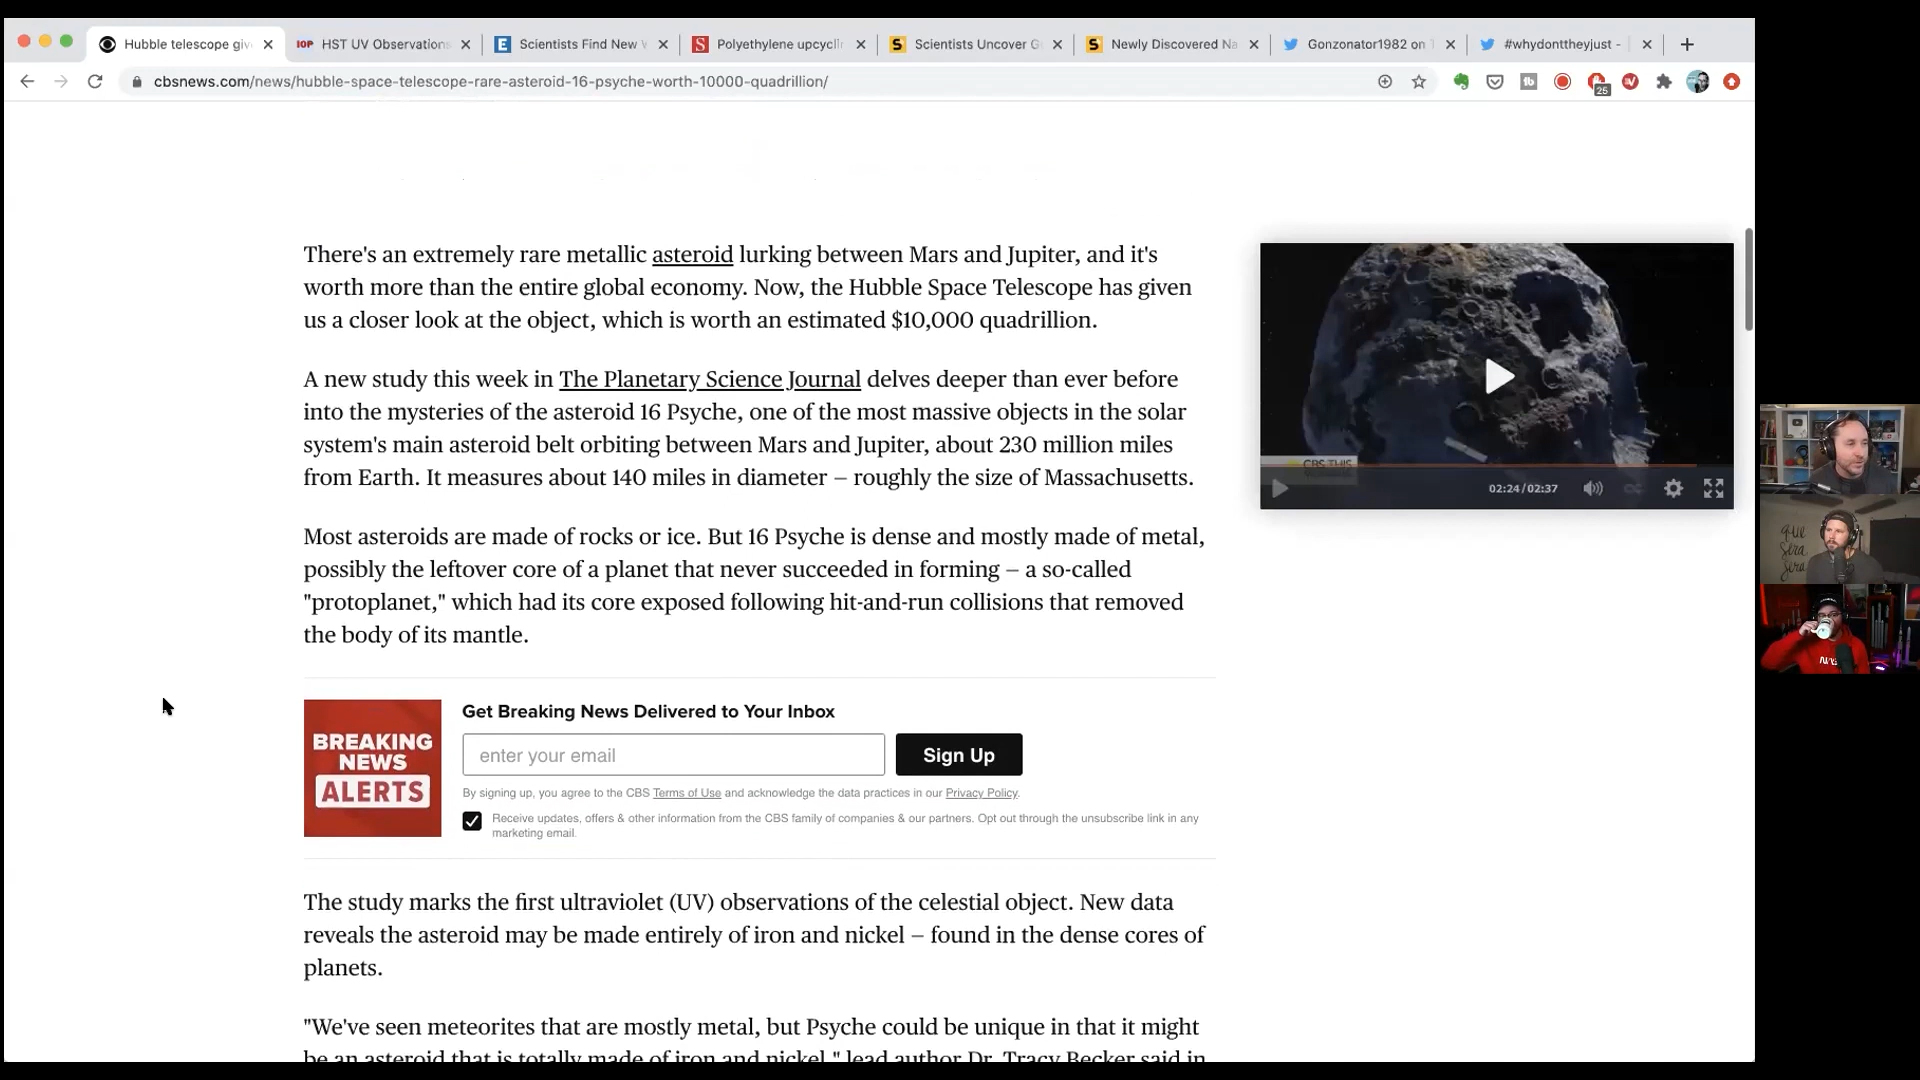 Hubble telescope giv
IOP HST UV Observations
E Scientists Find New
S Polyethylene upcycli
S Scientists Uncover G
S Newly Discovered Na
Gonzonator1982 on T
#whydonttheyjust -
cbsnews.com/news/hubble-space-telescope-rare-asteroid-16-psyche-worth-10000-quadrillion/
25
There's an extremely rare metallic asteroid lurking between Mars and Jupiter, and it's
worth more than the entire global economy. Now, the Hubble Space Telescope has given
us a closer look at the object, which is worth an estimated $10,000 quadrillion.
A new study this week in The Planetary Science Journal delves deeper than ever before
into the mysteries of the asteroid 16 Psyche, one of the most massive objects in the solar
system's main asteroid belt orbiting between Mars and Jupiter, about 230 million miles
from Earth. It measures about 140 miles in diameter – roughly the size of Massachusetts.
Most asteroids are made of rocks or ice. But 16 Psyche is dense and mostly made of metal,
possibly the leftover core of a planet that never succeeded in forming – a so-called
"protoplanet," which had its core exposed following hit-and-run collisions that removed
the body of its mantle.
CBS THIS
02:24/02:37
que
sera
sera
BREAKING
NEWS
ALERTS
Get Breaking News Delivered to Your Inbox
enter your email
Sign Up
By signing up, you agree to the CBS Terms of Use and acknowledge the data practices in our Privacy Policy.
Receive updates, offers & other information from the CBS family of companies & our partners. Opt out through the unsubscribe link in any
marketing email.
The study marks the first ultraviolet (UV) observations of the celestial object. New data
reveals the asteroid may be made entirely of iron and nickel – found in the dense cores of
planets.
"We've seen meteorites that are mostly metal, but Psyche could be unique in that it might
be an asteroid that is totally made of iron and nickel," lead author Dr. Tracy Becker said in